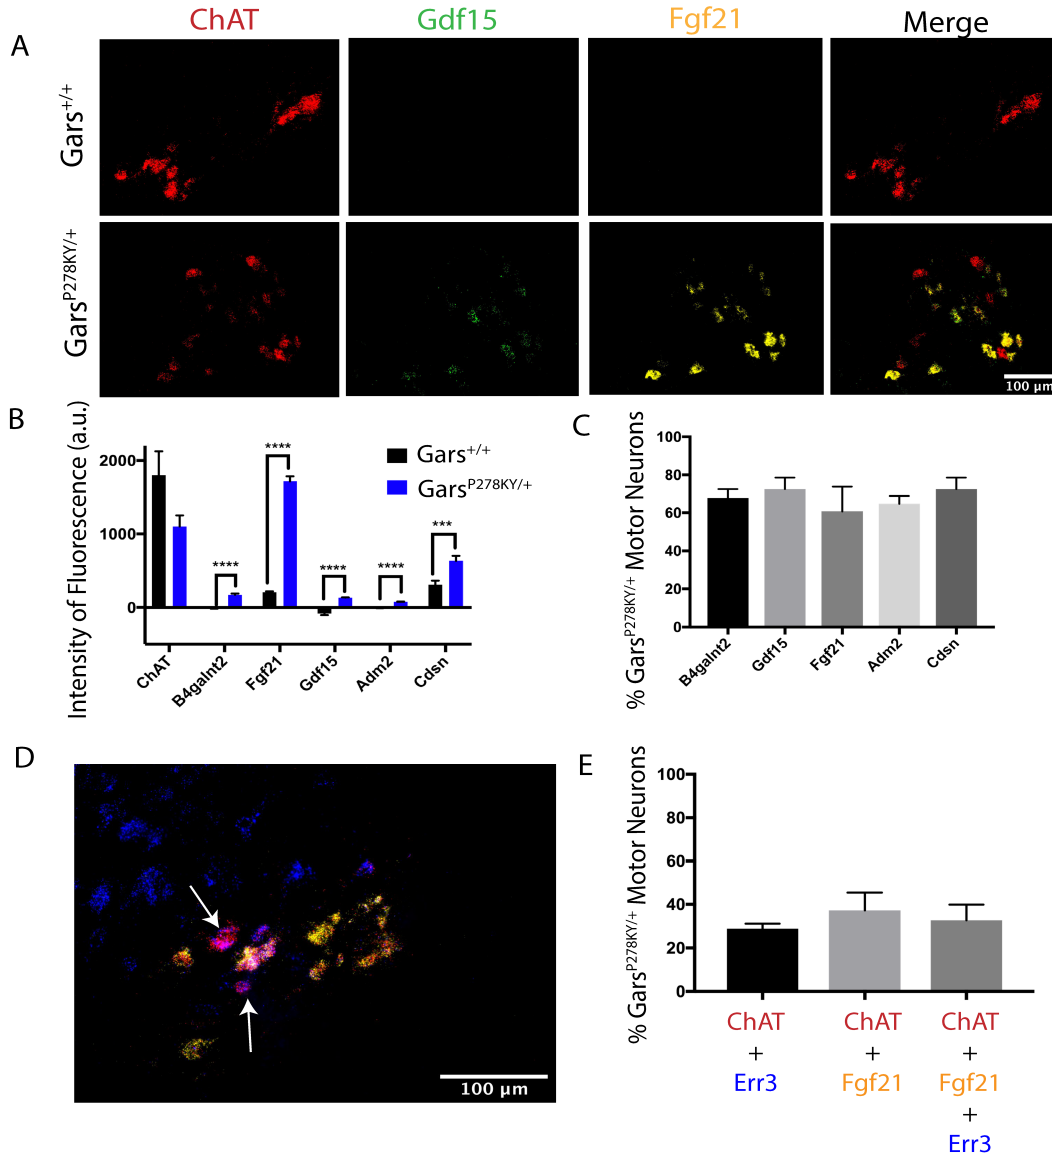 ChAT Gdf15 Fgf21 Merge
A
Gars+/+
GarsP278KY/+
100 µm
B
Intensity of Fluorescence (a.u.)
2000
1000
0
****
****
****
****
***
Gars+/+
GarsP278KY/+
ChAT B4galnt2 Fgf21 Gdf15 Adm2 Cdsn
C
% GarsP278KY/+ Motor Neurons
100
80
60
40
20
0
B4galnt2 Gdf15 Fgf21 Adm2 Cdsn
D
100 µm
E
% GarsP278KY/+ Motor Neurons
100
80
60
40
20
0
ChAT ChAT ChAT
+ + +
Err3 Fgf21 Fgf21
+
Err3